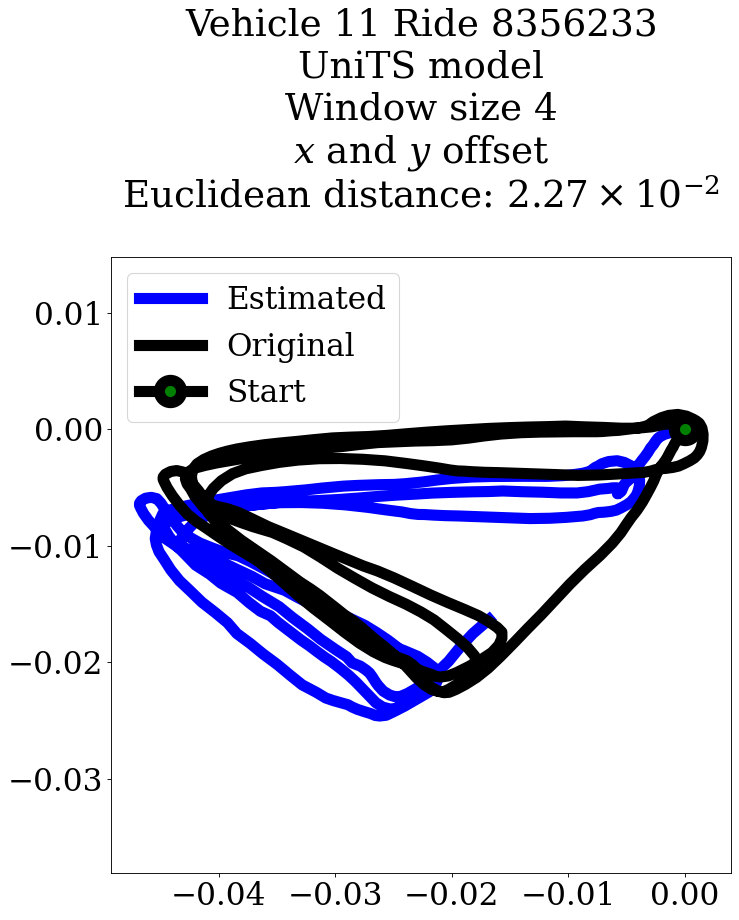 Vehicle 11 Ride 8356233
UniTS model
Window size 4
x and y offset
Euclidean distance: 2.27 × 10⁻²
Estimated
Original
Start
0.01
0.00
−0.01
−0.02
−0.03
−0.04 −0.03 −0.02 −0.01 0.00